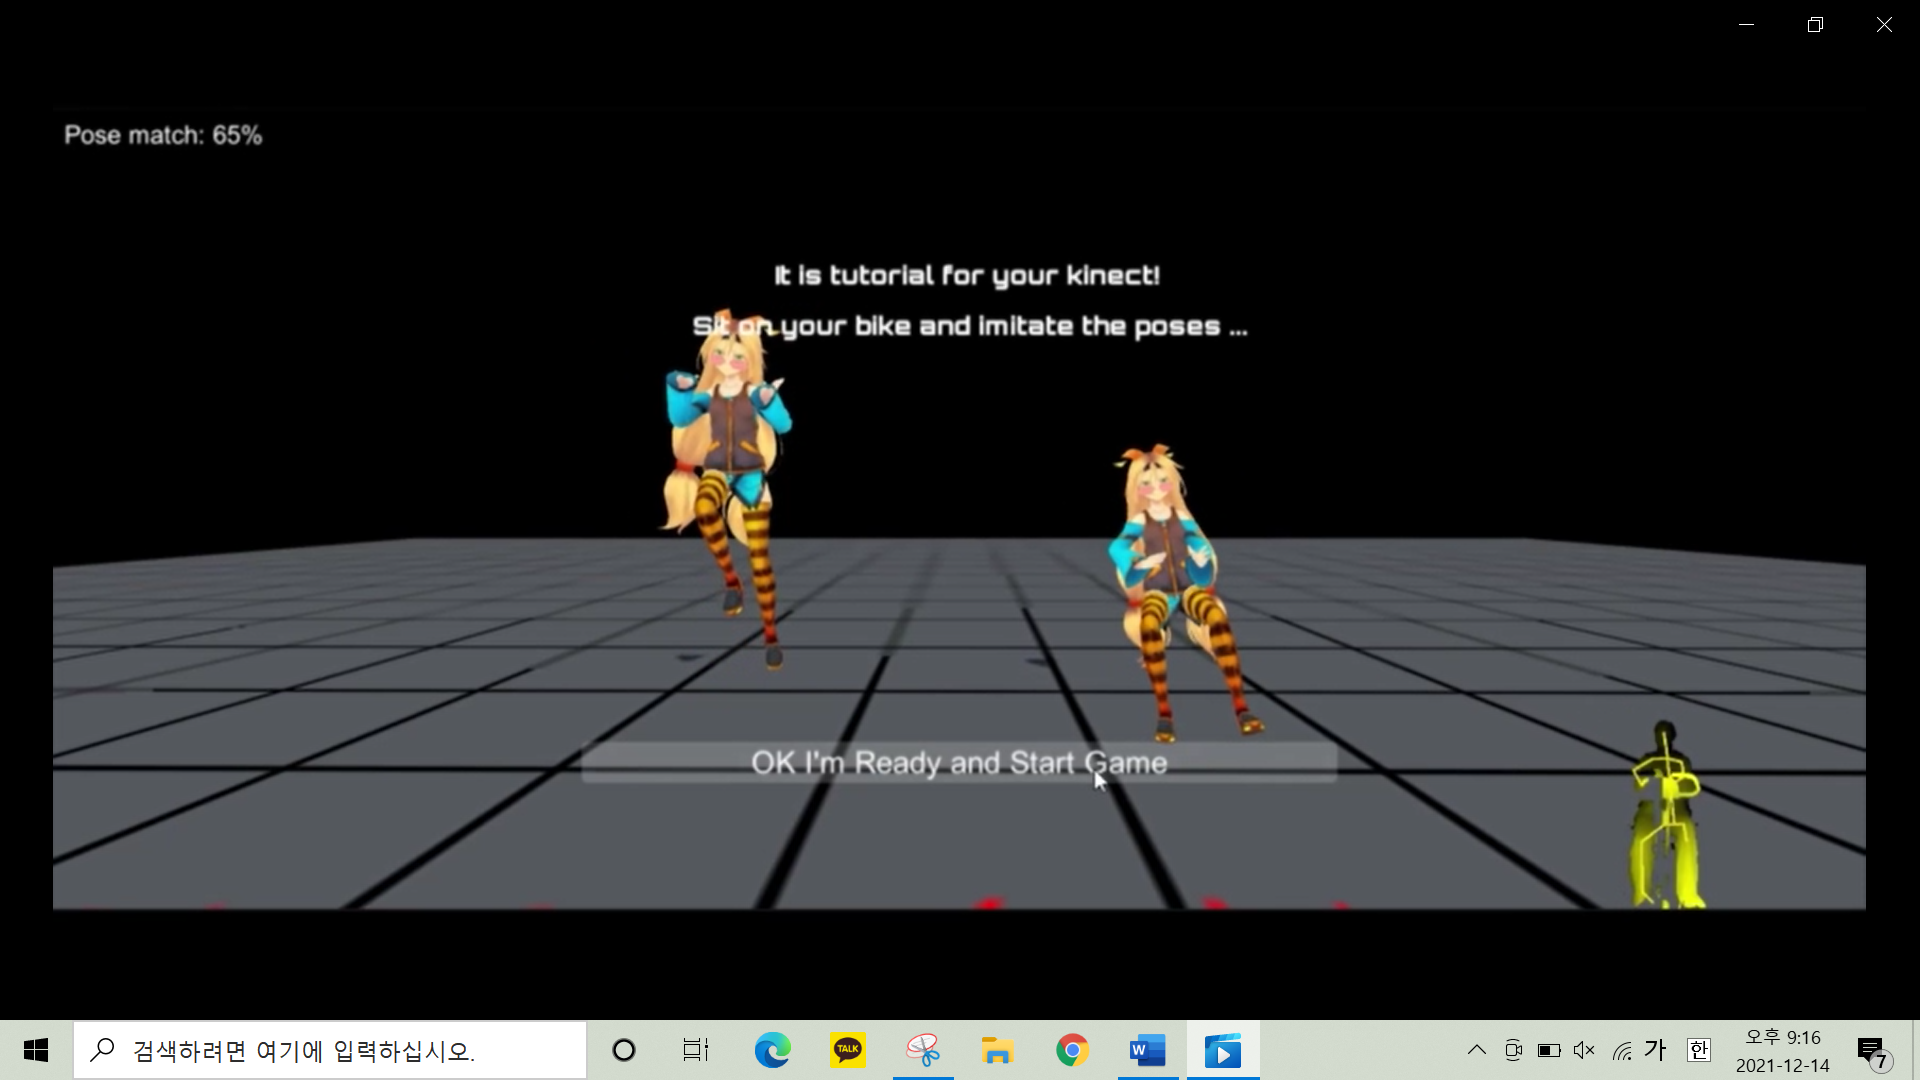 Pose match: 65%
It is tutorial for your kinect!
Sit on your bike and imitate the poses ...
OK I'm Ready and Start Game
검색하려면 여기에 입력하십시오.
TALK
W
가
한
오후 9:16
2021-12-14
7